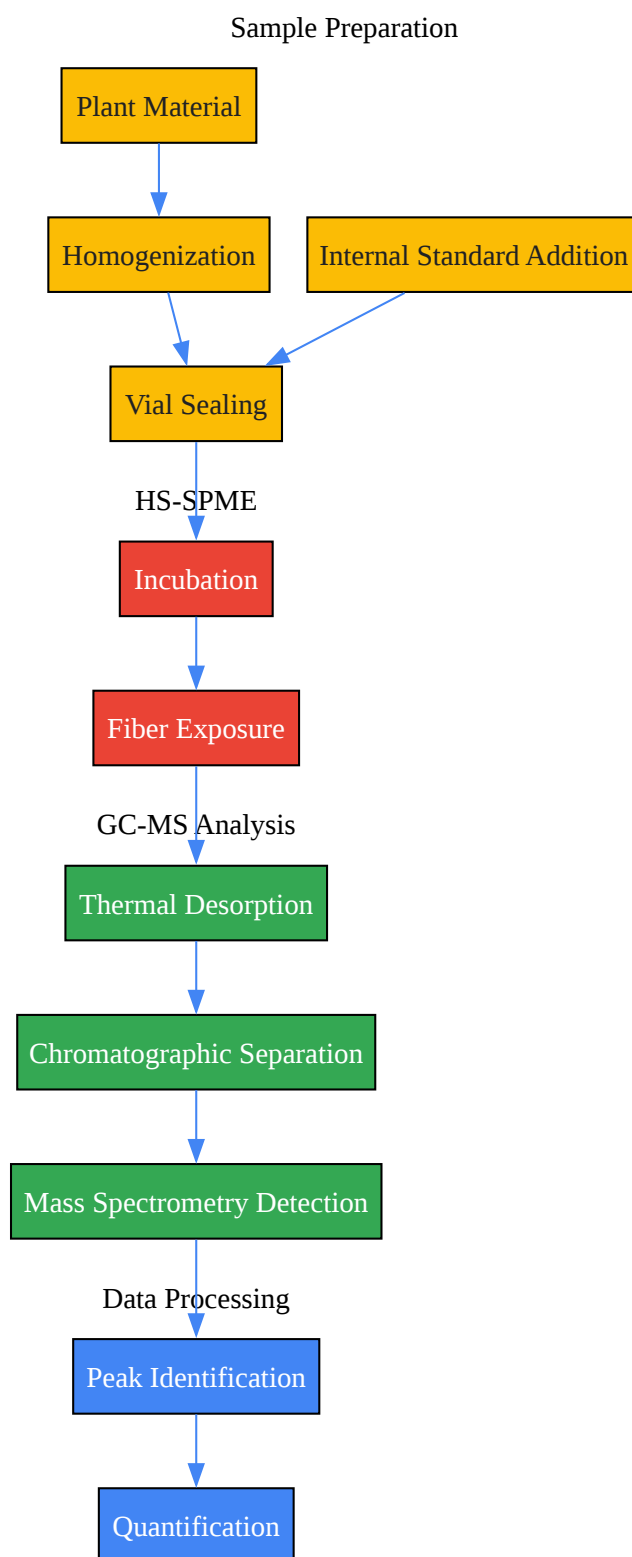 Sample Preparation
Plant Material
Homogenization
Internal Standard Addition
Vial Sealing
HS-SPME
Incubation
Fiber Exposure
GC-MS Analysis
Thermal Desorption
Chromatographic Separation
Mass Spectrometry Detection
Data Processing
Peak Identification
Quantification